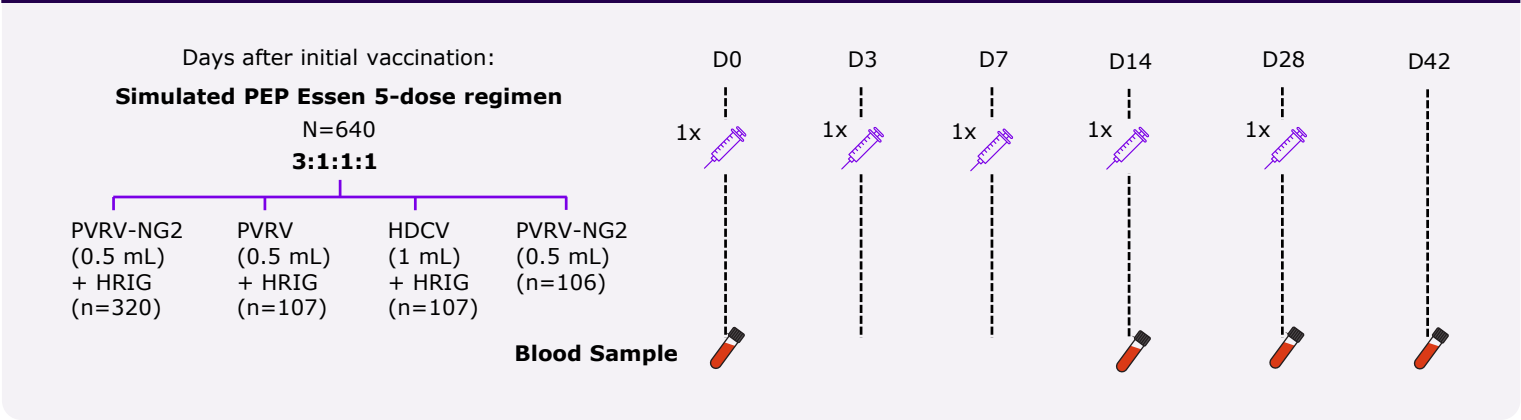 Days after initial vaccination:
D0 D3 D7 D14 D28 D42
Simulated PEP Essen 5-dose regimen
N=640
3:1:1:1
1x 1x 1x 1x 1x
PVRV-NG2
(0.5 mL)
+ HRIG
(n=320)
PVRV
(0.5 mL)
+ HRIG
(n=107)
HDCV
(1 mL)
+ HRIG
(n=107)
PVRV-NG2
(0.5 mL)
(n=106)
Blood Sample